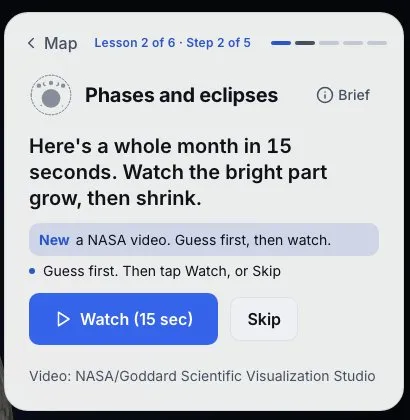 Map
Lesson 2 of 6 · Step 2 of 5
Phases and eclipses
Brief
Here's a whole month in 15
seconds. Watch the bright part
grow, then shrink.
New a NASA video. Guess first, then watch.
Guess first. Then tap Watch, or Skip
Watch (15 sec)
Skip
Video: NASA/Goddard Scientific Visualization Studio